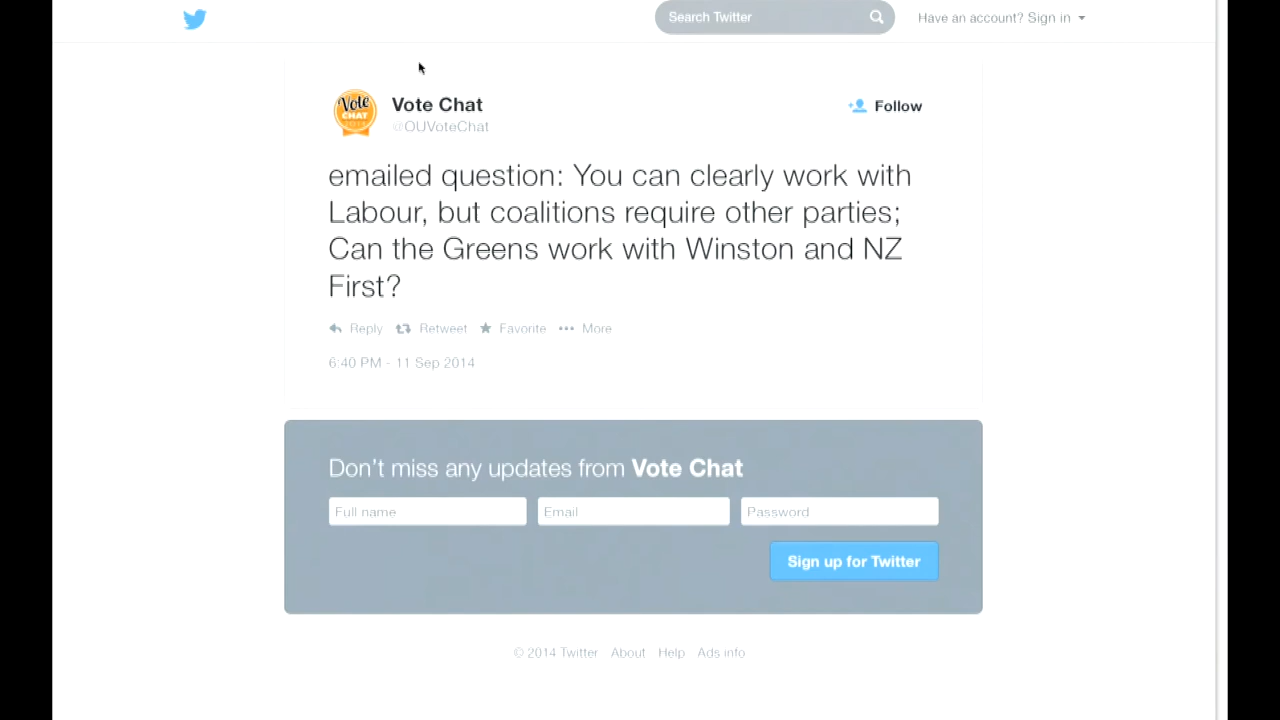 Search Twitter
Have an account? Sign in
Vote CHAT
Vote Chat
@OUVoteChat
Follow
emailed question: You can clearly work with
Labour, but coalitions require other parties;
Can the Greens work with Winston and NZ
First?
Reply Retweet Favorite More
6:40 PM - 11 Sep 2014
Don't miss any updates from Vote Chat
Full name Email Password
Sign up for Twitter
© 2014 Twitter About Help Ads info